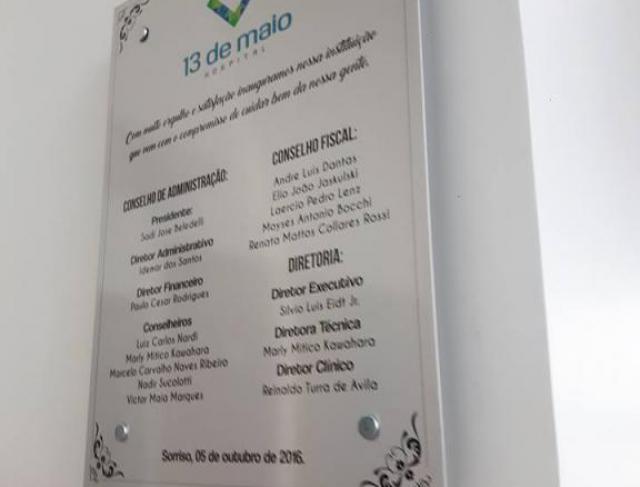 13 de maio
HOSPITAL
Com muito orgulho e satisfação inauguramos nossa instituição
que vem com o compromisso de cuidar bem da nossa gente.
CONSELHO DE ADMINISTRAÇÃO:
Presidente:
Sadi Jose Beledelli
Diretor Administrativo
Idemar dos Santos
Diretor Financeiro
Paulo Cesar Rodrigues
Conselheiros
Luiz Carlos Nardi
Marly Mitico Kawahara
Marcelo Carvalho Naves Ribeiro
Nadir Sucolotti
Victor Maia Marques
CONSELHO FISCAL:
Andre Luis Dantas
Elio João Jaskulski
Laercio Pedro Lenz
Moyses Antonio Bocchi
Renata Mattos Collares Rossi
DIRETORIA:
Diretor Executivo
Silvio Luis Eidt Jr.
Diretora Técnica
Marly Mitico Kawahara
Diretor Clínico
Reinaldo Turra de Avila
Sorriso, 05 de outubro de 2016.